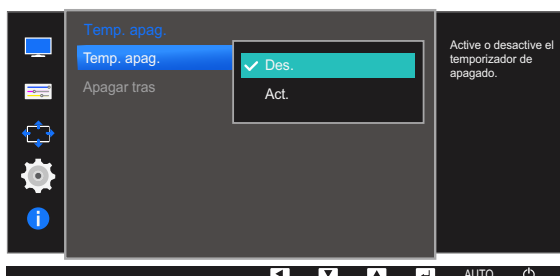 Temp. apag.
Temp. apag.
Des.
Apagar tras
Act.
Active o desactive el
temporizador de
apagado.
AUTO